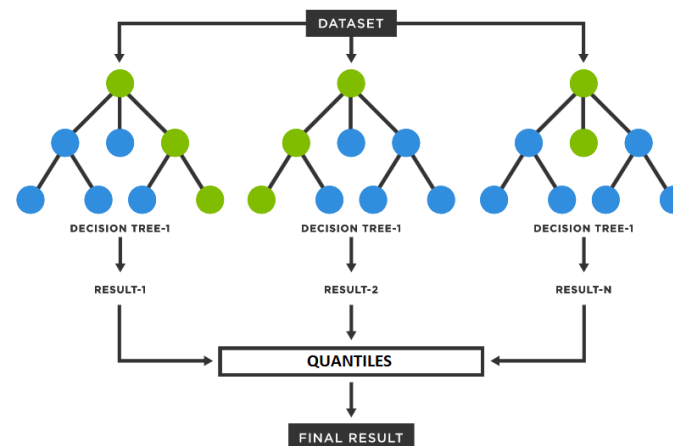 DATASET
DECISION TREE-1
DECISION TREE-1
DECISION TREE-1
RESULT-1
RESULT-2
RESULT-N
QUANTILES
FINAL RESULT